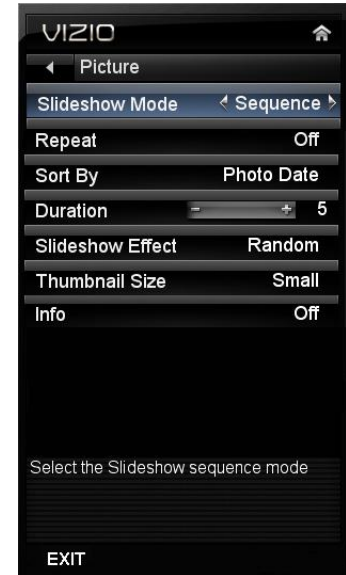 VIZIO
Picture
Slideshow Mode Sequence
Repeat Off
Sort By Photo Date
Duration - + 5
Slideshow Effect Random
Thumbnail Size Small
Info Off
Select the Slideshow sequence mode
EXIT